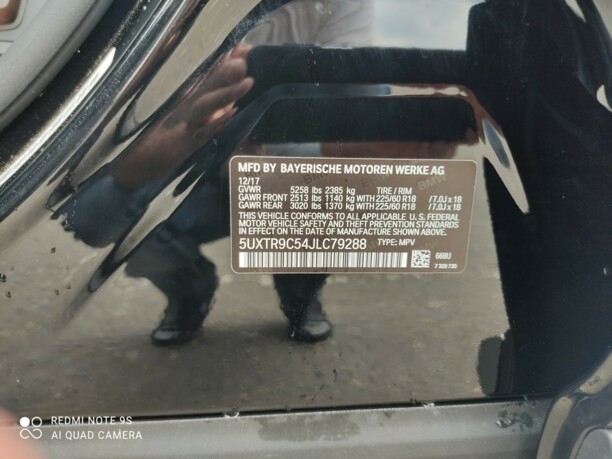 MFD BY BAYERISCHE MOTOREN WERKE AG
12/17
GVWR 5258 lbs 2385 kg TIRE / RIM
GAWR FRONT 2513 lbs 1140 kg WITH 225/60 R18 /7.0J x 18
GAWR REAR 3020 lbs 1370 kg WITH 225/60 R18 /7.0J x 18
THIS VEHICLE CONFORMS TO ALL APPLICABLE U.S. FEDERAL
MOTOR VEHICLE SAFETY AND THEFT PREVENTION STANDARDS
IN EFFECT ON THE DATE OF MANUFACTURE SHOWN ABOVE.
5UXTR9C54JLC79288 TYPE: MPV
668U
7 320 730
REDMI NOTE 9S
AI QUAD CAMERA